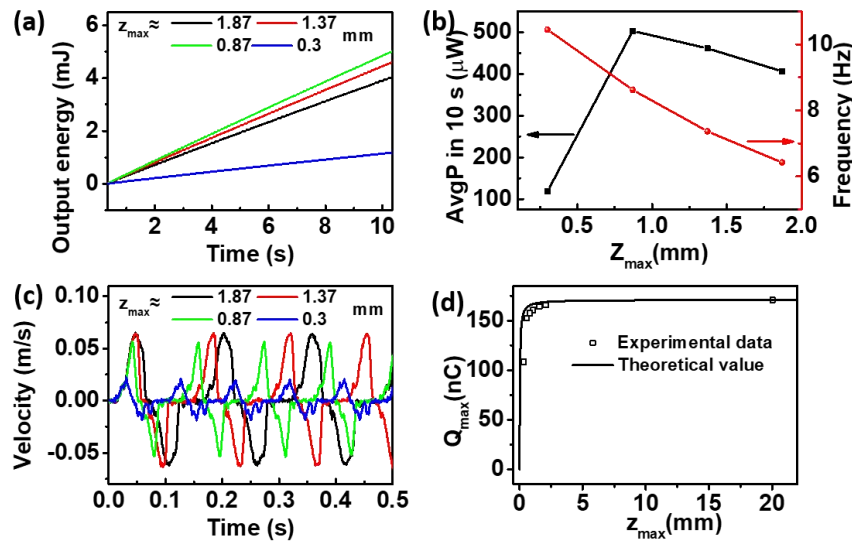 (a)
z_max≈ 1.87 1.37
0.87 0.3 mm
6
4
2
0
Output energy (mJ)
2 4 6 8 10
Time (s)
(b)
500
400
300
200
100
AvgP in 10 s (μW)
10
8
6
Frequency (Hz)
0.5 1.0 1.5 2.0
Z_max(mm)
(c)
z_max≈ 1.87 1.37
0.87 0.3 mm
0.10
0.05
0.00
-0.05
Velocity (m/s)
0.0 0.1 0.2 0.3 0.4 0.5
Time (s)
(d)
150
100
50
0
Q_max(nC)
Experimental data
Theoretical value
0 5 10 15 20
z_max(mm)